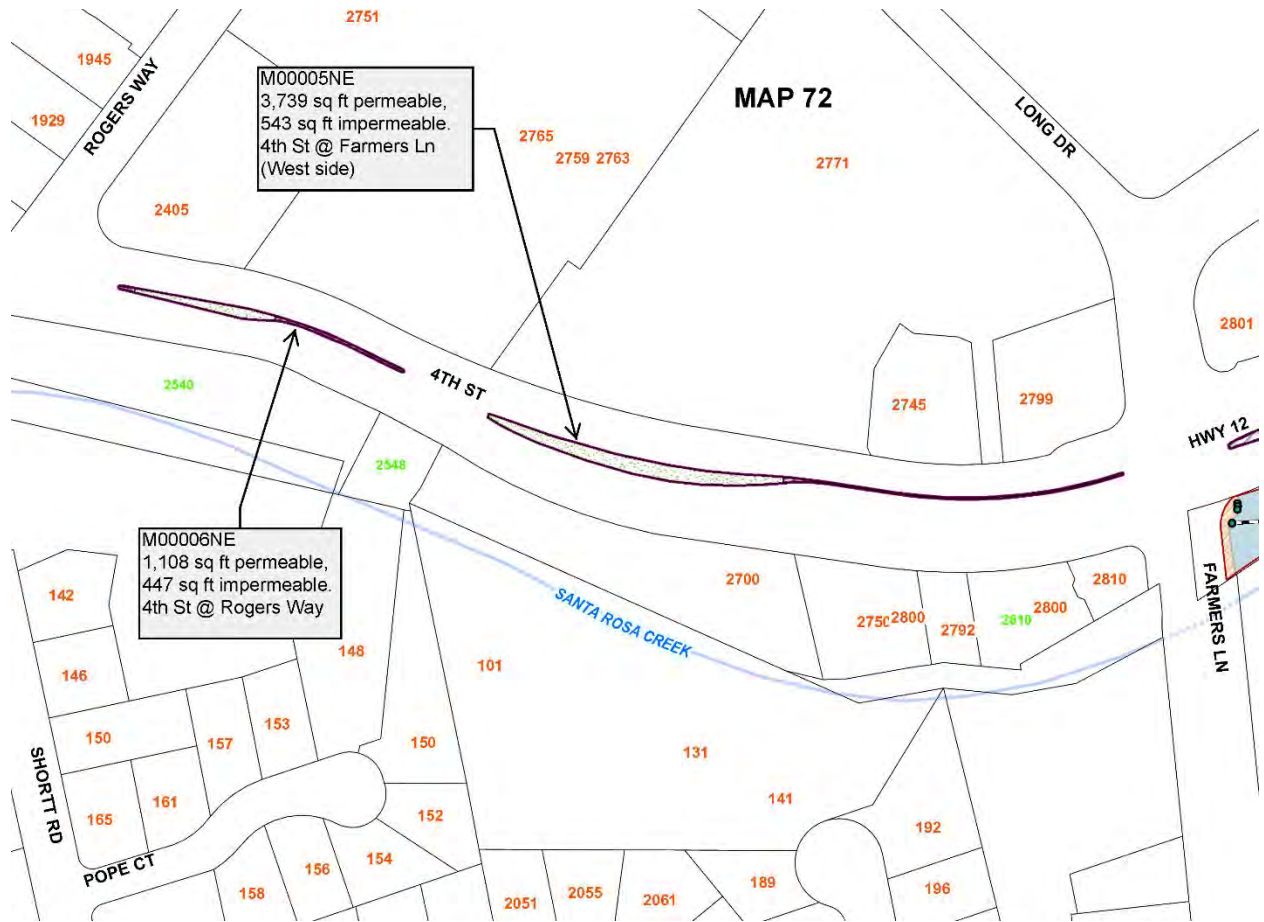 2751
1945
ROGERS WAY
1929
M00005NE
3,739 sq ft permeable,
543 sq ft impermeable.
4th St @ Farmers Ln
(West side)
MAP 72
LONG DR
2765
2759 2763
2771
2405
2801
4TH ST
2540
2745
2799
HWY 12
2548
M00006NE
1,108 sq ft permeable,
447 sq ft impermeable.
4th St @ Rogers Way
SANTA ROSA CREEK
2700
2750
2800
2792
2810
2800
2810
FARMERS LN
142
146
148
101
150
157
153
150
131
141
SHORTT RD
165
161
152
154
192
POPE CT
158
156
2051
2055
2061
189
196